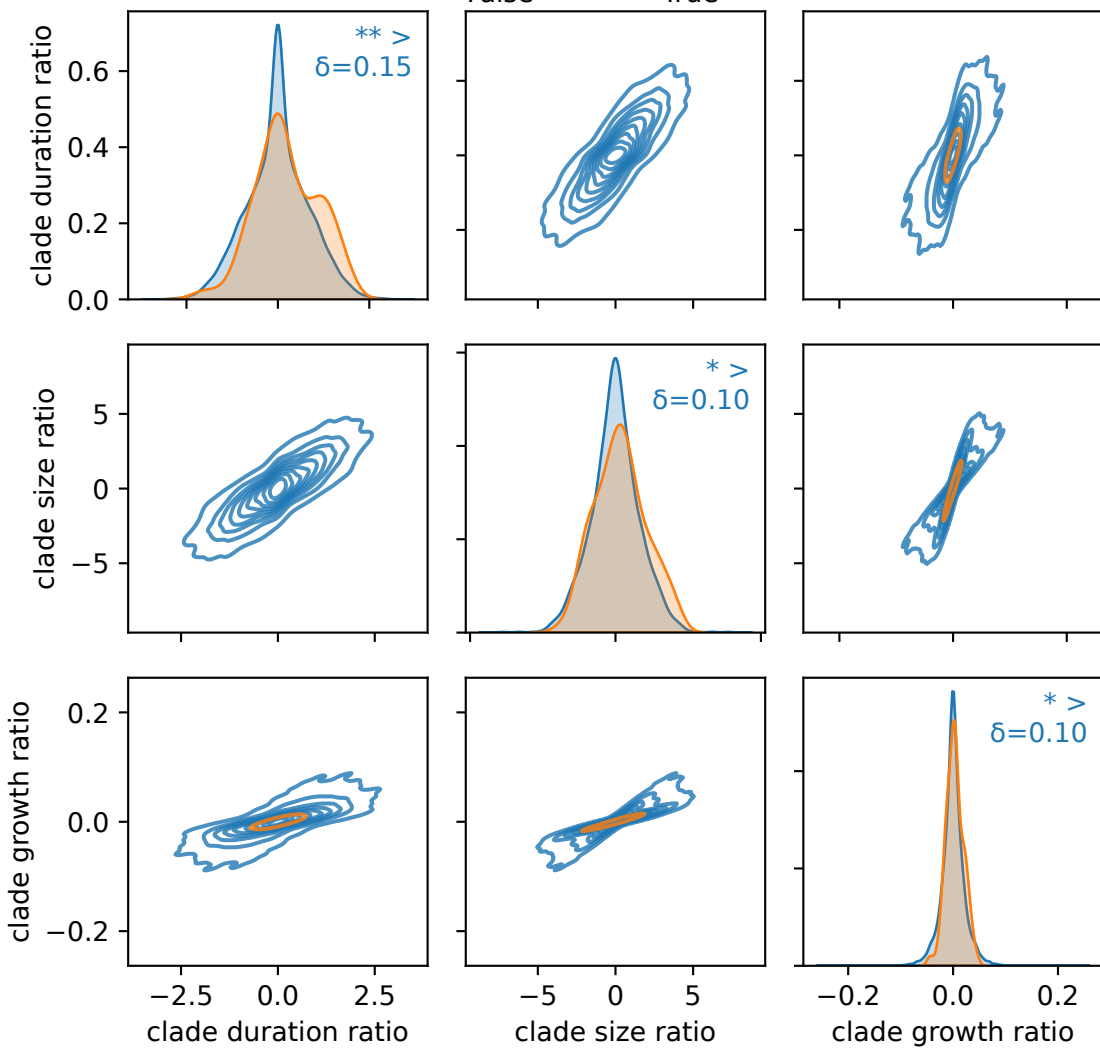 True
clade duration ratio
0.6
0.4
0.2
0.0
** >
δ=0.15
clade size ratio
5
0
−5
* >
δ=0.10
clade growth ratio
0.2
0.0
−0.2
* >
δ=0.10
−2.5 0.0 2.5
−5 0 5
−0.2 0.0 0.2
clade duration ratio
clade size ratio
clade growth ratio